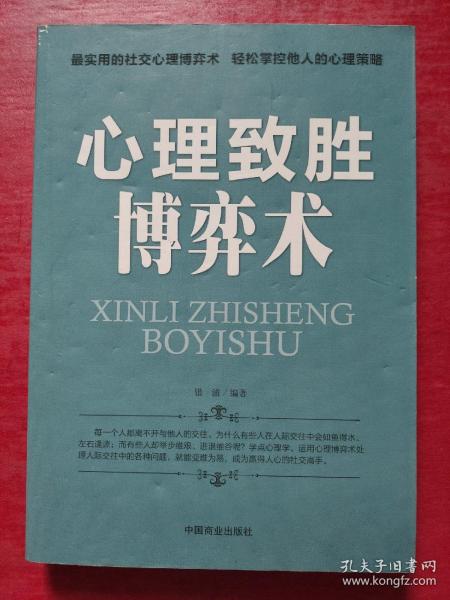 最实用的社交心理博弈术 轻松掌控他人的心理策略
心理致胜
博弈术
XINLI ZHISHENG
BOYISHU
编著
每一个人都离不开与他人的交往。为什么有些人在人际交往中会如鱼得水、
左右逢源；而有些人却举步维艰、进退维谷呢？学点心理学，运用心理博弈术处
理人际交往中的各种问题，就能变难为易，成为赢得人心的社交高手。
中国商业出版社
孔夫子旧书网
www.kongfz.com